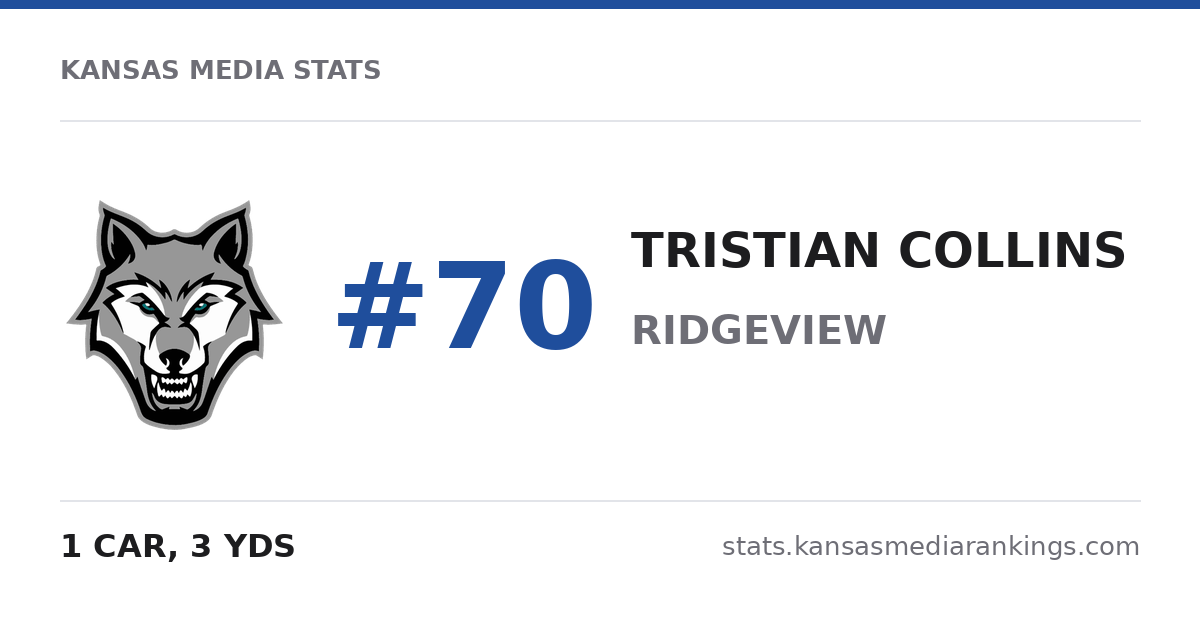 KANSAS MEDIA STATS
#70
TRISTIAN COLLINS
RIDGEVIEW
1 CAR, 3 YDS
stats.kansasmediarankings.com